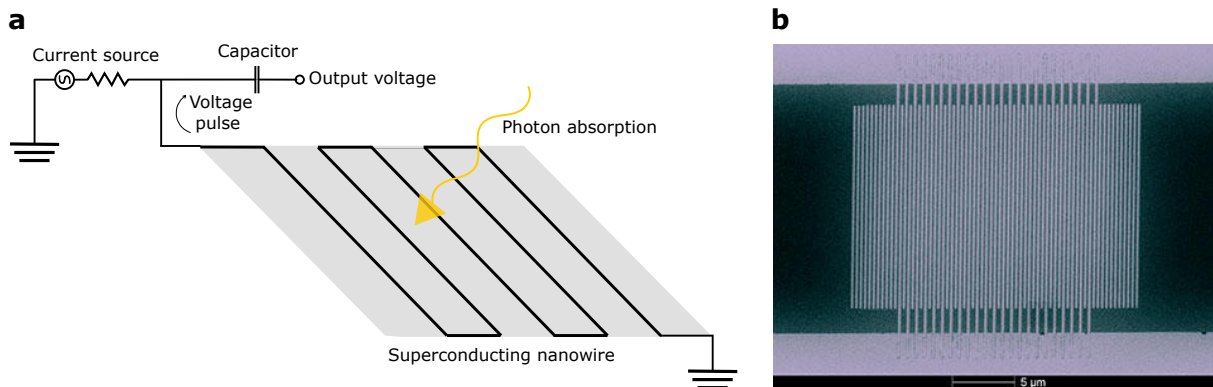 a
Current source
Capacitor
Output voltage
Voltage
pulse
Photon absorption
Superconducting nanowire
b
5 μm